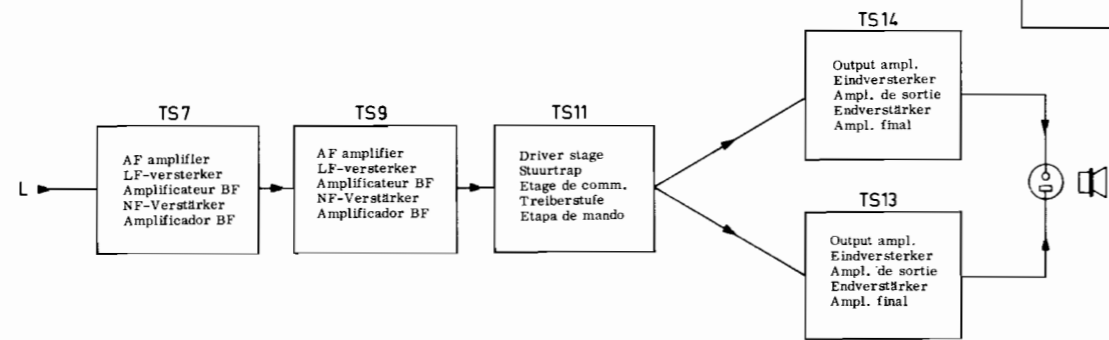 TS14
Output ampl.
Eindversterker
Ampl. de sortie
Endverstärker
Ampl. final
TS7
AF amplifier
LF-versterker
Amplificateur BF
NF-Verstärker
Amplificador BF
TS9
AF amplifier
LF-versterker
Amplificateur BF
NF-Verstärker
Amplificador BF
TS11
Driver stage
Stuurtrap
Etage de comm.
Treiberstufe
Etapa de mando
L
TS13
Output ampl.
Eindversterker
Ampl. de sortie
Endverstärker
Ampl. final